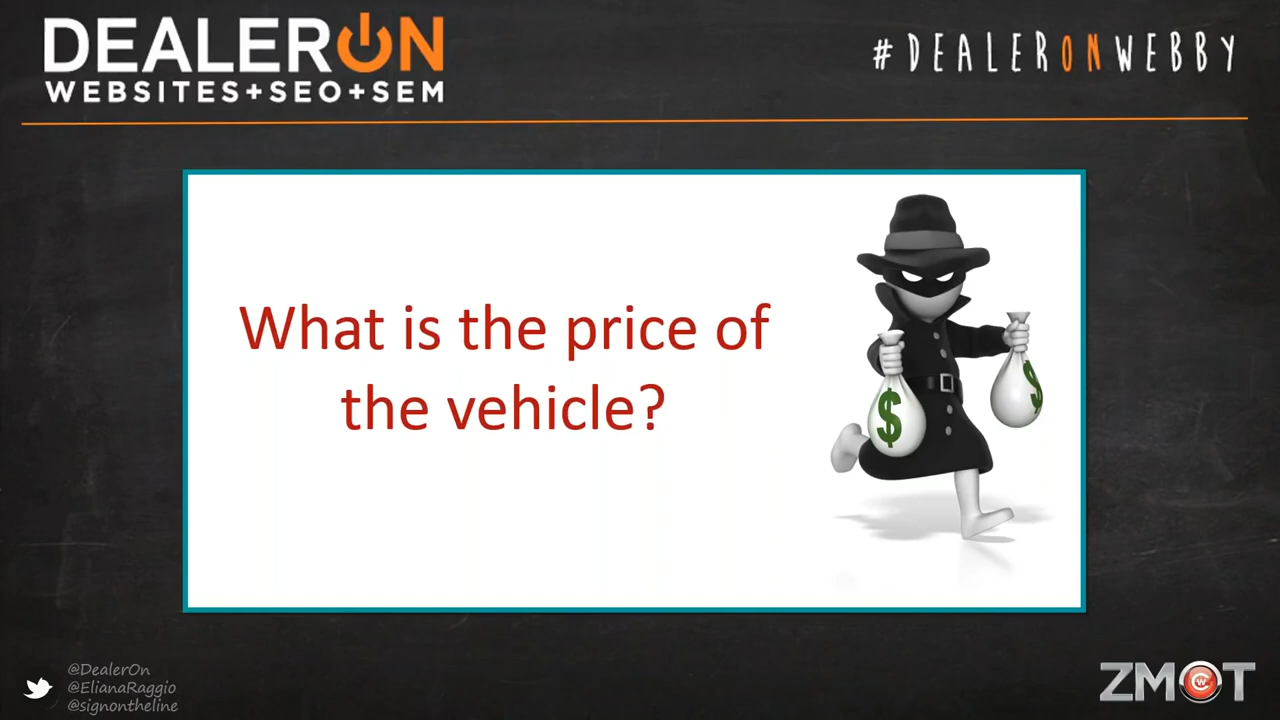 DEALERON
WEBSITES+SEO+SEM
#DEALERONWEBBY
What is the price of
the vehicle?
$ $
@DealerOn
@ElianaRaggio
@signontheline
ZMOT